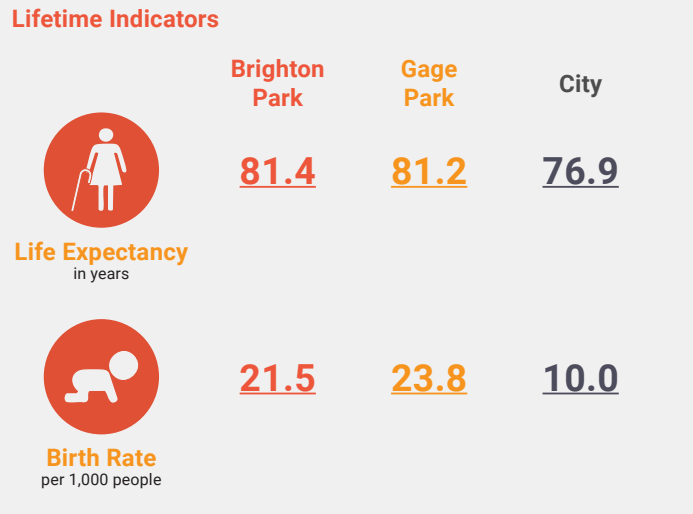 Lifetime Indicators
Brighton Park
Gage Park
City
81.4
81.2
76.9
Life Expectancy
in years
21.5
23.8
10.0
Birth Rate
per 1,000 people